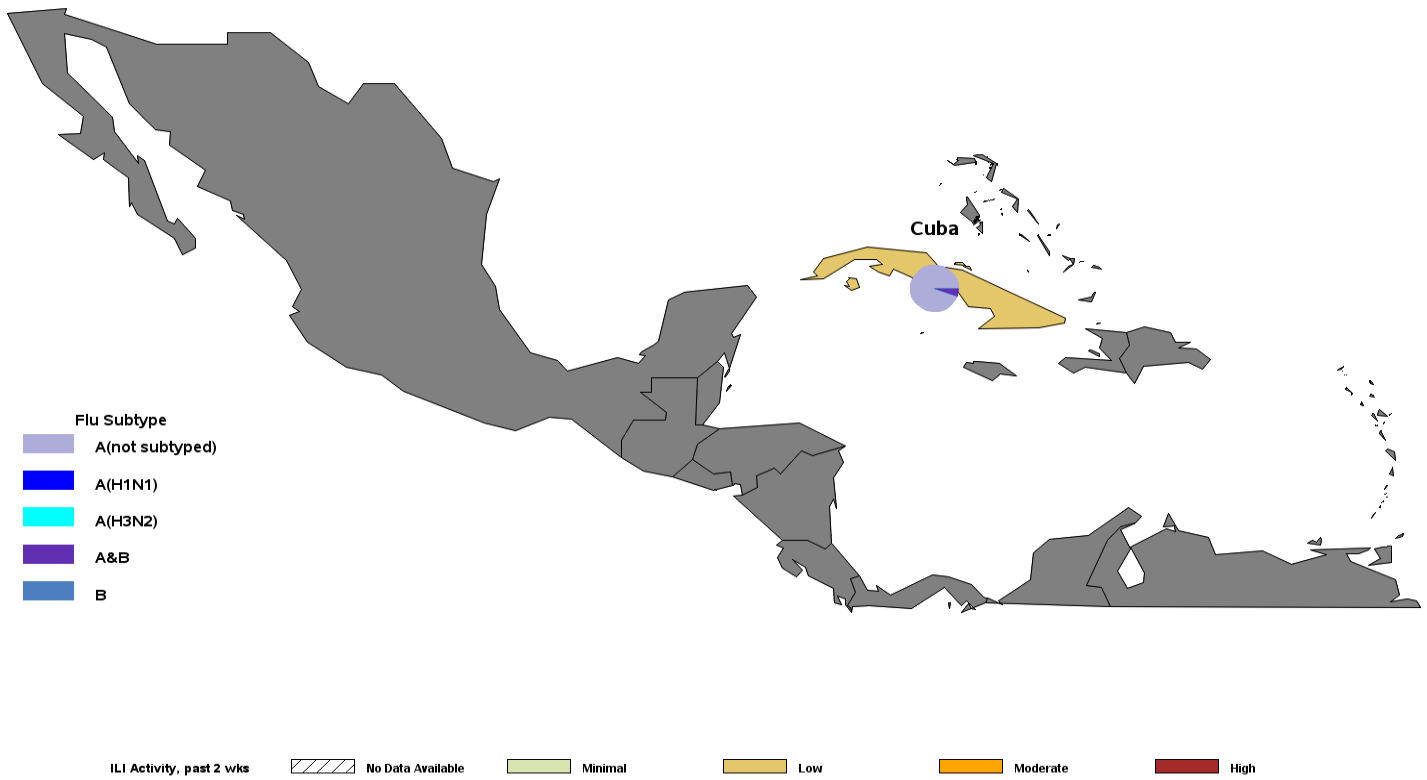 Cuba
Flu Subtype
A(not subtyped)
A(H1N1)
A(H3N2)
A&B
B
ILI Activity, past 2 wks No Data Available Minimal Low Moderate High